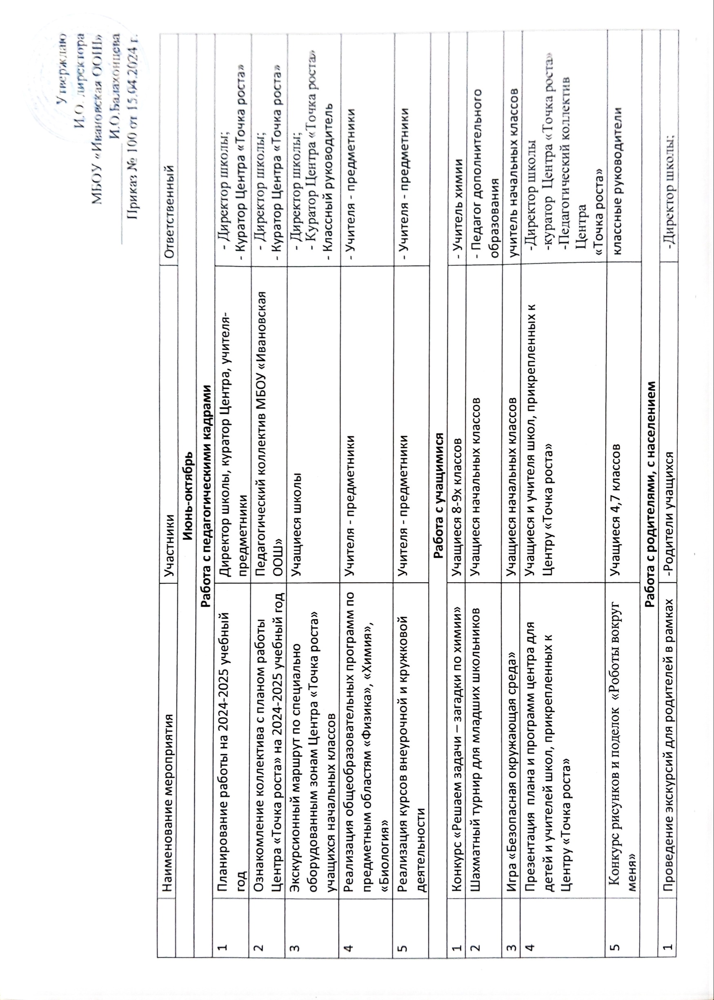 Утверждаю
И.О. директора
МБОУ «Ивановская ООШ»
И.О.Балахонцева
Приказ № 100 от 15.04.2024 г.
Наименование мероприятия
Участники
Ответственный
Июнь-октябрь
Работа с педагогическими кадрами
1
Планирование работы на 2024-2025 учебный
год
Директор школы, куратор Центра, учителя-
предметники
- Директор школы;
- Куратор Центра «Точка роста»
2
Ознакомление коллектива с планом работы
Центра «Точка роста» на 2024-2025 учебный год
Педагогический коллектив МБОУ «Ивановская
ООШ»
- Директор школы;
- Куратор Центра «Точка роста»
3
Экскурсионный маршрут по специально
оборудованным зонам Центра «Точка роста»
учащихся начальных классов
Учащиеся школы
- Директор школы;
- Куратор Центра «Точка роста»
- Классный руководитель
4
Реализация общеобразовательных программ по
предметным областям «Физика», «Химия»,
«Биология»
Учителя - предметники
- Учителя - предметники
5
Реализация курсов внеурочной и кружковой
деятельности
Учителя - предметники
- Учителя - предметники
Работа с учащимися
1
Конкурс «Решаем задачи – загадки по химии»
Учащиеся 8-9х классов
- Учитель химии
2
Шахматный турнир для младших школьников
Учащиеся начальных классов
- Педагог дополнительного
образования
3
Игра «Безопасная окружающая среда»
Учащиеся начальных классов
учитель начальных классов
4
Презентация плана и программ центра для
детей и учителей школ, прикрепленных к
Центру «Точка роста»
Учащиеся и учителя школ, прикрепленных к
Центру «Точка роста»
-Директор школы
-куратор Центра «Точка роста»
-Педагогический коллектив
Центра
«Точка роста»
5
Конкурс рисунков и поделок «Роботы вокруг
меня»
Учащиеся 4,7 классов
классные руководители
Работа с родителями, с населением
1
Проведение экскурсий для родителей в рамках
-Родители учащихся
-Директор школы;